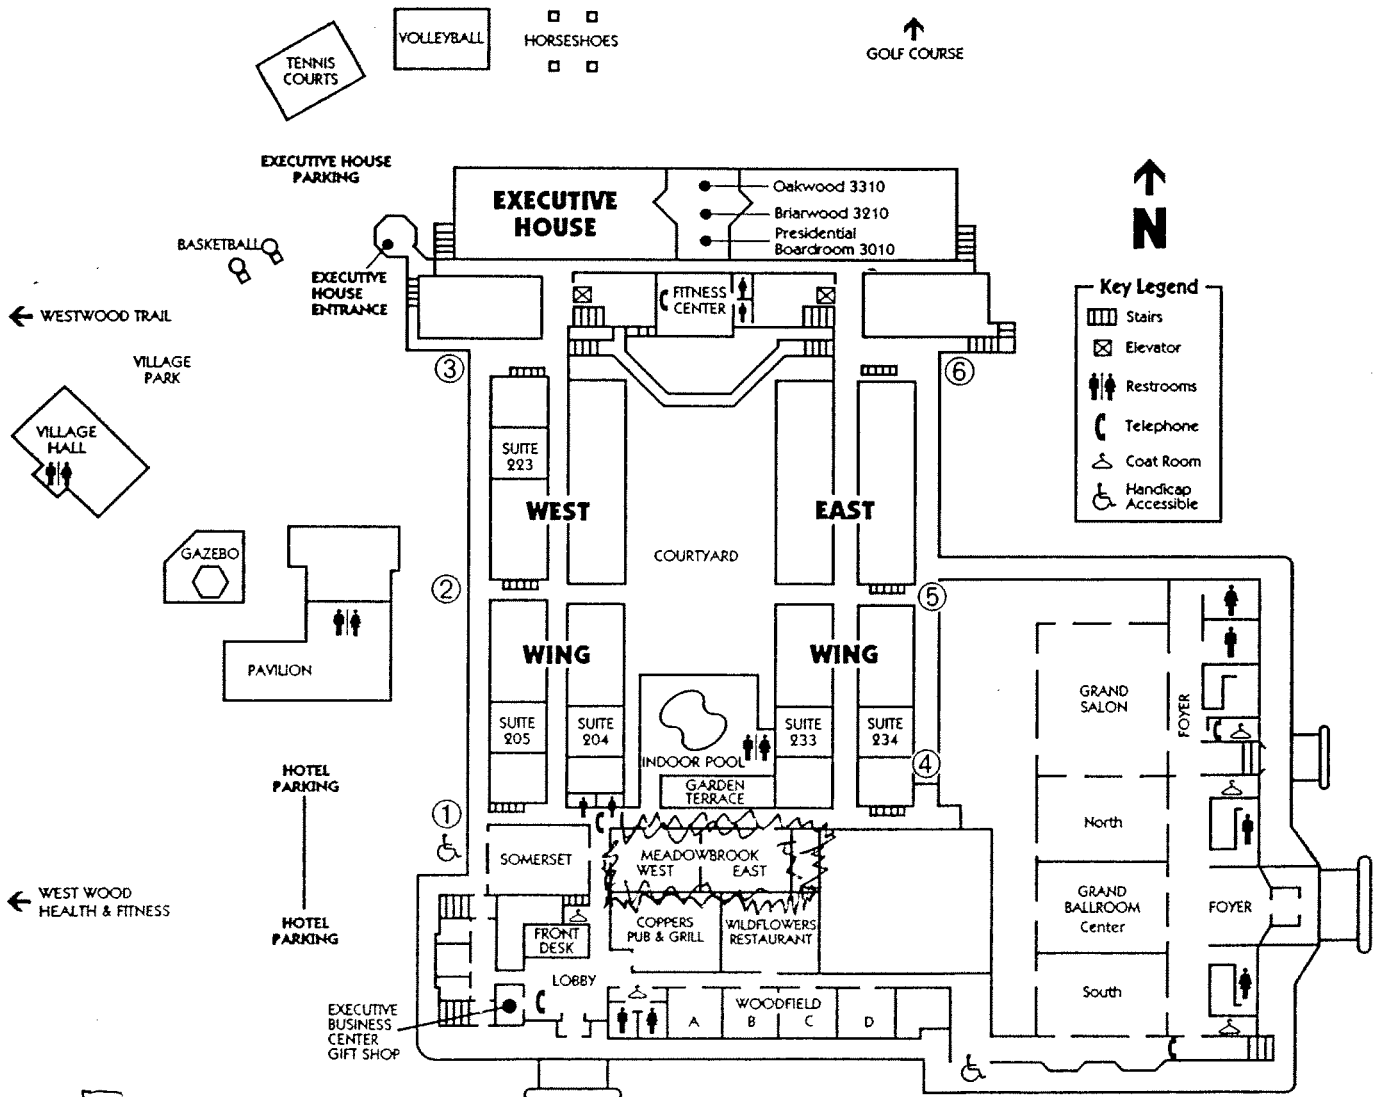 VOLLEYBALL
HORSESHOES
TENNIS
COURTS
GOLF COURSE
EXECUTIVE HOUSE
PARKING
EXECUTIVE
HOUSE
Oakwood 3310
Briarwood 3210
Presidential
Boardroom 3010
N
BASKETBALL
EXECUTIVE
HOUSE
ENTRANCE
FITNESS
CENTER
Key Legend
Stairs
Elevator
Restrooms
Telephone
Coat Room
Handicap
Accessible
WESTWOOD TRAIL
VILLAGE
PARK
3
6
VILLAGE
HALL
SUITE
223
WEST
EAST
COURTYARD
GAZEBO
2
5
PAVILION
WING
WING
GRAND
SALON
FOYER
SUITE
205
SUITE
204
SUITE
233
SUITE
234
INDOOR POOL
4
GARDEN
TERRACE
HOTEL
PARKING
1
North
SOMERSET
MEADOWBROOK
WEST
EAST
WEST WOOD
HEALTH & FITNESS
HOTEL
PARKING
FRONT
DESK
COPPERS
PUB & GRILL
WILDFLOWERS
RESTAURANT
GRAND
BALLROOM
Center
FOYER
LOBBY
South
EXECUTIVE
BUSINESS
CENTER
GIFT SHOP
WOODFIELD
A
B
C
D